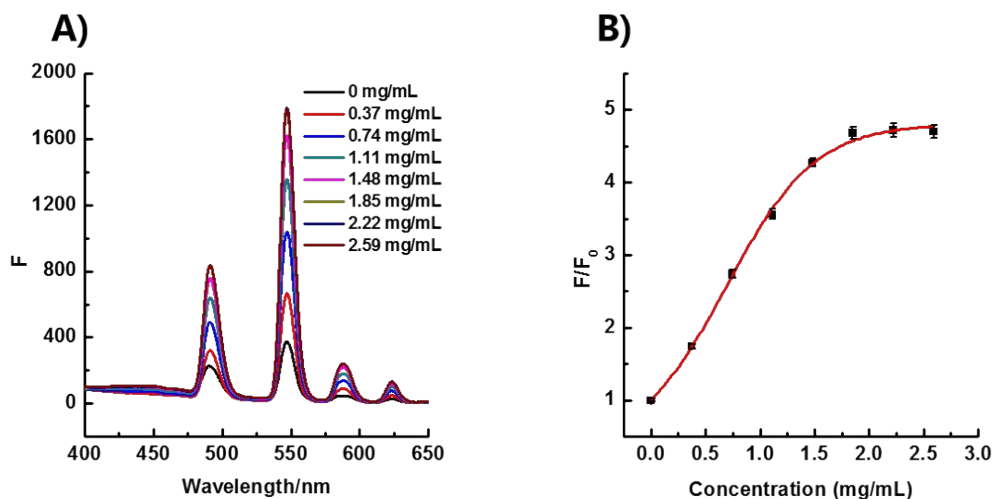 A)
2000
1600
1200
800
400
0
F
0 mg/mL
0.37 mg/mL
0.74 mg/mL
1.11 mg/mL
1.48 mg/mL
1.85 mg/mL
2.22 mg/mL
2.59 mg/mL
400 450 500 550 600 650
Wavelength/nm
B)
5
4
3
2
1
F/F₀
0.0 0.5 1.0 1.5 2.0 2.5 3.0
Concentration (mg/mL)